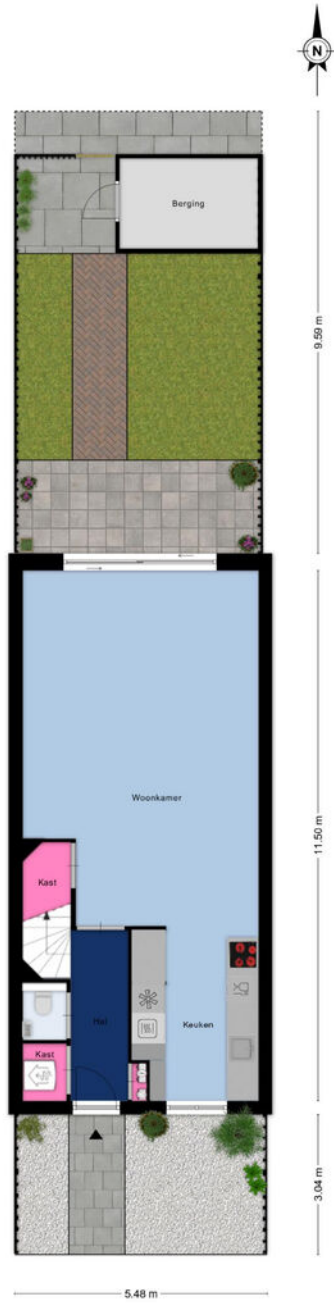 N
Berging
9.59 m
Woonkamer
11.50 m
Kast
Hal
Keuken
Kast
3.04 m
5.48 m